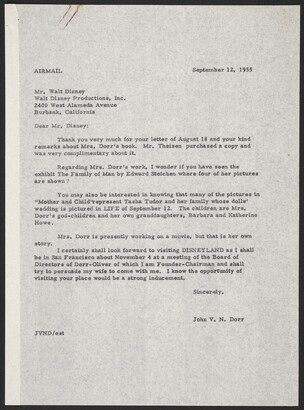 AIRMAIL September 12, 1955
Mr. Walt Disney
Walt Disney Productions, Inc.
2400 West Alameda Avenue
Burbank, California
Dear Mr. Disney:
Thank you very much for your letter of August 18 and your kind
remarks about Mrs. Dorr's book. Mr. Theisen purchased a copy and
was very complimentary about it.
Regarding Mrs. Dorr's work, I wonder if you have seen the
exhibit The Family of Man by Edward Steichen where four of her pictures
are shown?
You may also be interested in knowing that many of the pictures in
"Mother and Child"represent Tasha Tudor and her family whose dolls'
wedding is pictured in LIFE of September 12. The children are Mrs.
Dorr's god-children and her own granddaughters, Barbara and Katherine
Howe.
Mrs. Dorr is presently working on a movie, but that is her own
story.
I certainly shall look forward to visiting DISNEYLAND as I shall
be in San Francisco about November 4 at a meeting of the Board of
Directors of Dorr-Oliver of which I am Founder-Chairman and shall
try to persuade my wife to come with me. I know the opportunity of
visiting your place would be a strong inducement.
Sincerely,
John V. N. Dorr
JVND/est